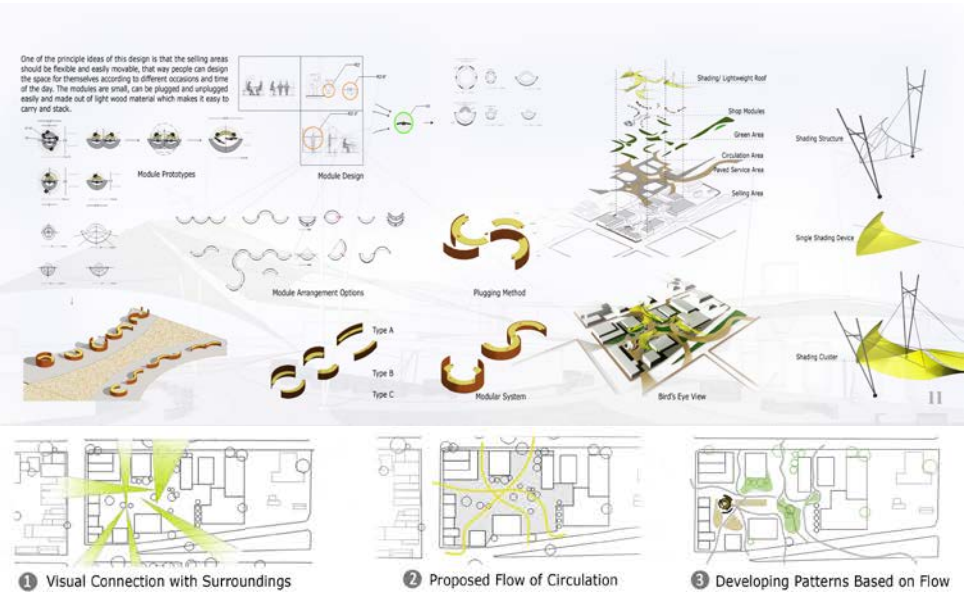 One of the principle ideas of this design is that the selling areas
should be flexible and easily movable, that way people can design
the space for themselves according to different occasions and time
of the day. The modules are small, can be plugged and unplugged
easily and made out of light wood material which makes it easy to
carry and stack.
Module Prototypes
Module Design
Shading/ Lightweight Roof
Shop Modules
Green Area
Circulation Area
Paved Service Area
Selling Area
Shading Structure
Single Shading Device
Module Arrangement Options
Plugging Method
Type A
Type B
Type C
Modular System
Bird's Eye View
Shading Cluster
11
1 Visual Connection with Surroundings
2 Proposed Flow of Circulation
3 Developing Patterns Based on Flow